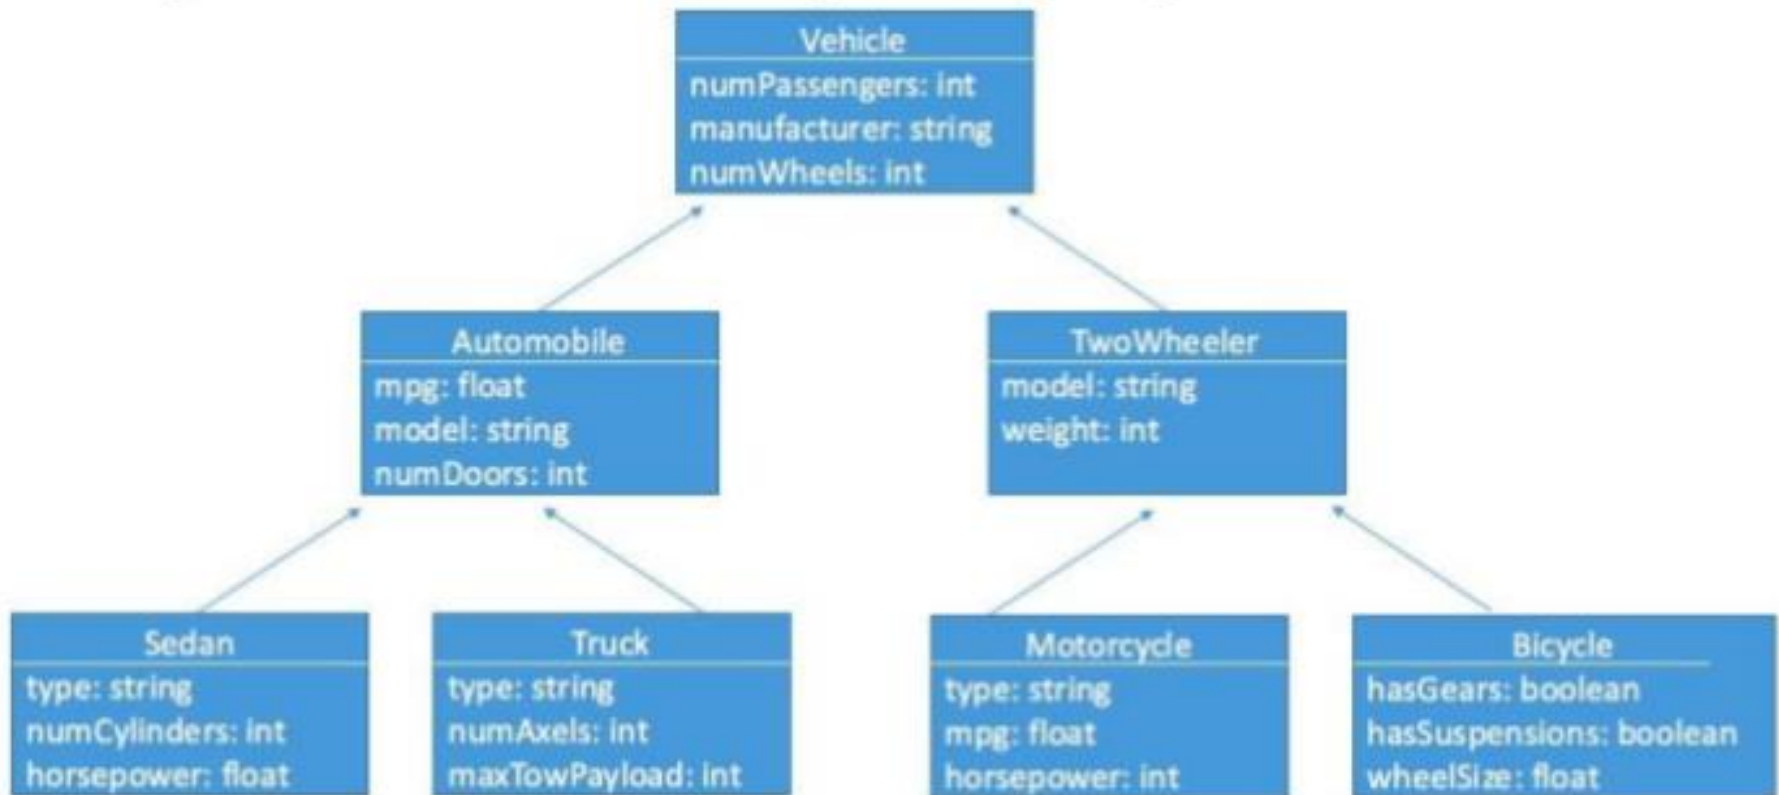 Vehicle
numPassengers: int
manufacturer: string
numWheels: int
Automobile
mpg: float
model: string
numDoors: int
TwoWheeler
model: string
weight: int
Sedan
type: string
numCylinders: int
horsepower: float
Truck
type: string
numAxels: int
maxTowPayload: int
Motorcycle
type: string
mpg: float
horsepower: int
Bicycle
hasGears: boolean
hasSuspensions: boolean
wheelSize: float